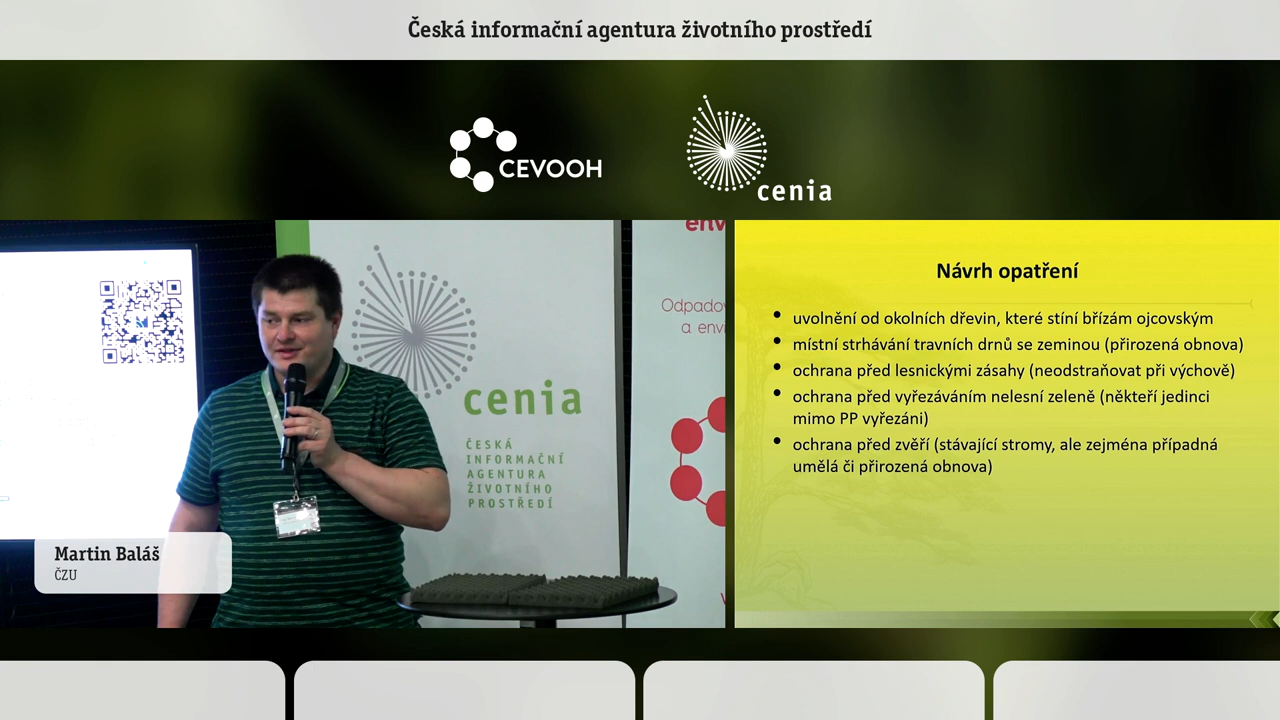 Česká informační agentura životního prostředí
CEVOOH
cenia
env
Odpado
a envi
cenia
ČESKÁ
INFORMAČNÍ
AGENTURA
ŽIVOTNÍHO
PROSTŘEDÍ
Martin Baláš
ČZU
Návrh opatření
• uvolnění od okolních dřevin, které stíní břízám ojcovským
• místní strhávání travních drnů se zeminou (přirozená obnova)
• ochrana před lesnickými zásahy (neodstraňovat při výchově)
• ochrana před vyřezáváním nelesní zeleně (někteří jedinci
mimo PP vyřezáni)
• ochrana před zvěří (stávající stromy, ale zejména případná
umělá či přirozená obnova)